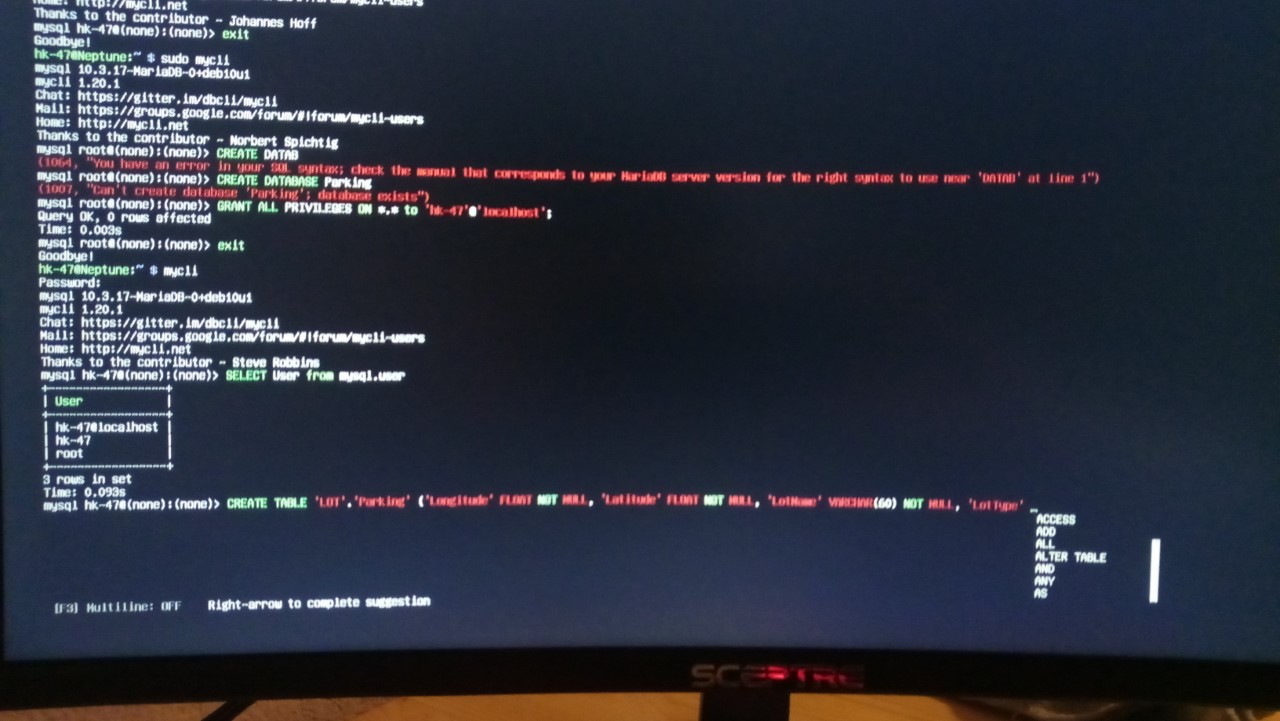 Home: http://mycli.net
Thanks to the contributor - Johannes Hoff
mysql hk-47@(none):(none)> exit
Goodbye!
hk-47@Neptune:~ $ sudo mycli
mysql 10.3.17-MariaDB-0+deb10u1
mycli 1.20.1
Chat: https://gitter.im/dbcli/mycli
Mail: https://groups.google.com/forum/#!forum/mycli-users
Home: http://mycli.net
Thanks to the contributor - Norbert Spichtig
mysql root@(none):(none)> CREATE DATAB
(1064, "You have an error in your SQL syntax; check the manual that corresponds to your MariaDB server version for the right syntax to use near 'DATAB' at line 1")
mysql root@(none):(none)> CREATE DATABASE Parking
(1007, "Can't create database 'Parking'; database exists")
mysql root@(none):(none)> GRANT ALL PRIVILEGES ON *.* to 'hk-47'@'localhost';
Query OK, 0 rows affected
Time: 0.003s
mysql root@(none):(none)> exit
Goodbye!
hk-47@Neptune:~ $ mycli
Password:
mysql 10.3.17-MariaDB-0+deb10u1
mycli 1.20.1
Chat: https://gitter.im/dbcli/mycli
Mail: https://groups.google.com/forum/#!forum/mycli-users
Home: http://mycli.net
Thanks to the contributor - Steve Robbins
mysql hk-47@(none):(none)> SELECT User from mysql.user
+----------------+
| User           |
+----------------+
| hk-47@localhost |
| hk-47          |
| root           |
+----------------+
3 rows in set
Time: 0.093s
mysql hk-47@(none):(none)> CREATE TABLE 'LOT'.'Parking' ('Longitude' FLOAT NOT NULL, 'Latitude' FLOAT NOT NULL, 'LotName' VARCHAR(60) NOT NULL, 'LotType' _
ACCESS
ADD
ALL
ALTER TABLE
AND
ANY
AS
[F3] Multiline: OFF Right-arrow to complete suggestion
SCEPTRE